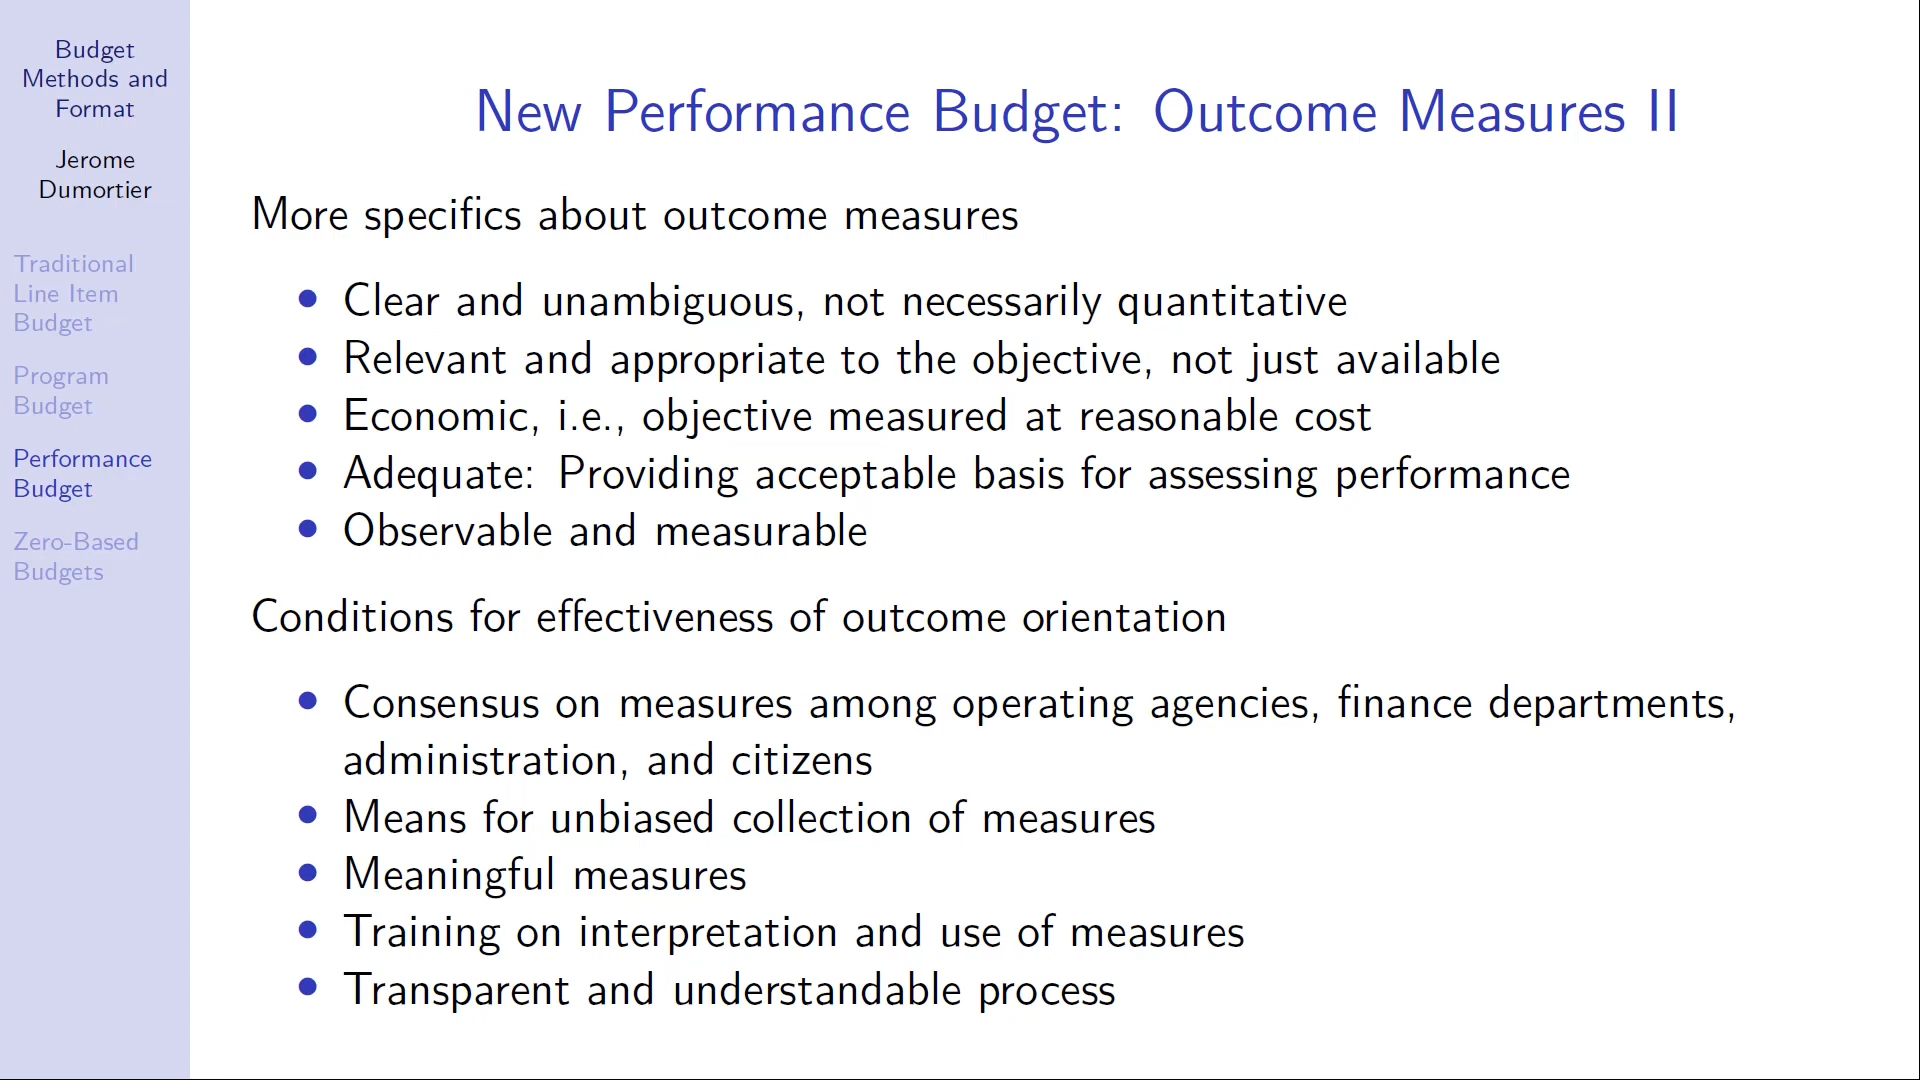 Budget
Methods and
Format
Jerome
Dumortier
Traditional
Line Item
Budget
Program
Budget
Performance
Budget
Zero-Based
Budgets
New Performance Budget: Outcome Measures II
More specifics about outcome measures
• Clear and unambiguous, not necessarily quantitative
• Relevant and appropriate to the objective, not just available
• Economic, i.e., objective measured at reasonable cost
• Adequate: Providing acceptable basis for assessing performance
• Observable and measurable
Conditions for effectiveness of outcome orientation
• Consensus on measures among operating agencies, finance departments,
administration, and citizens
• Means for unbiased collection of measures
• Meaningful measures
• Training on interpretation and use of measures
• Transparent and understandable process